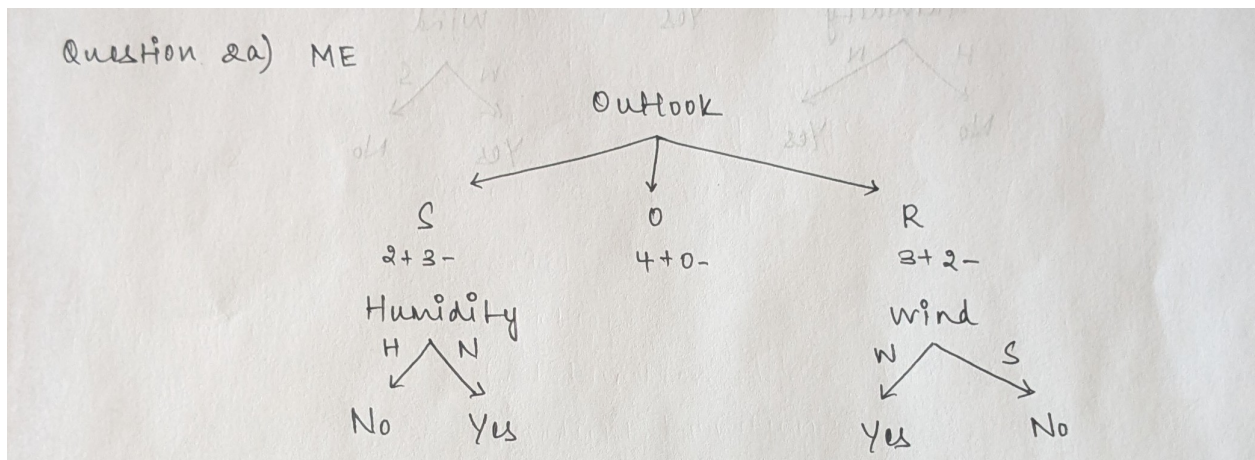 Question 2a) ME
Outlook
S O R
2+ 3- 4+0- 3+ 2-
Humidity Wind
H N W S
No Yes Yes No